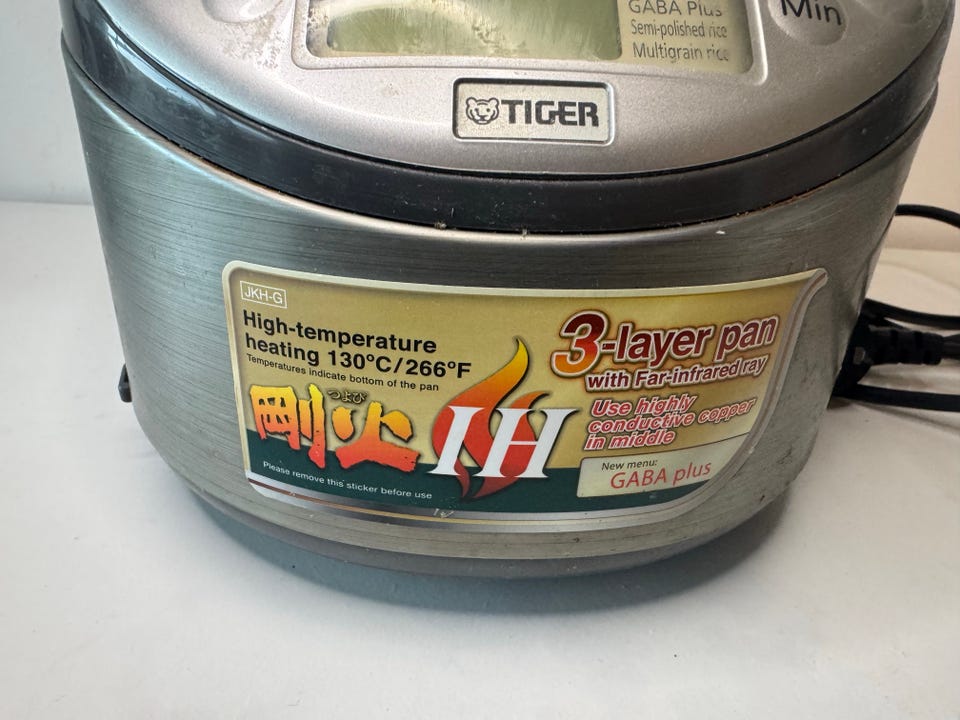 GABA Plus
Semi-polished rice
Multigrain rice
Min
TIGER
JKH-G
High-temperature
heating 130°C/266°F
Temperatures indicate bottom of the pan
つよび
剛火
IH
Please remove this sticker before use
3-layer pan
with Far-infrared ray
Use highly
conductive copper
in middle
New menu:
GABA plus